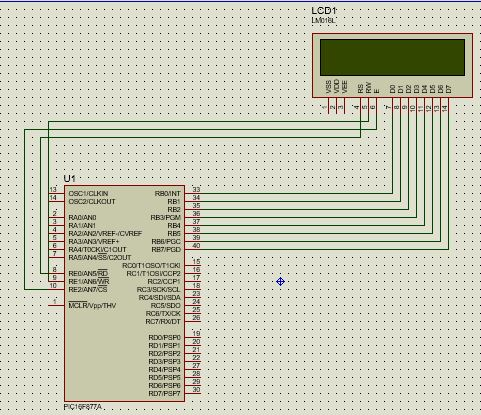 LCD1
LM016L
VSS VDD VEE RS RW E D0 D1 D2 D3 D4 D5 D6 D7
1 2 3 4 5 6 7 8 9 10 11 12 13 14
U1
13 OSC1/CLKIN RB0/INT 33
14 OSC2/CLKOUT RB1 34
RB2 35
2 RA0/AN0 RB3/PGM 36
3 RA1/AN1 RB4 37
4 RA2/AN2/VREF-/CVREF RB5 38
5 RA3/AN3/VREF+ RB6/PGC 39
6 RA4/T0CKI/C1OUT RB7/PGD 40
7 RA5/AN4/SS/C2OUT
RC0/T1OSO/T1CKI 15
8 RE0/AN5/RD RC1/T1OSI/CCP2 16
9 RE1/AN6/WR RC2/CCP1 17
10 RE2/AN7/CS RC3/SCK/SCL 18
RC4/SDI/SDA 23
1 MCLR/Vpp/THV RC5/SDO 24
RC6/TX/CK 25
RC7/RX/DT 26
RD0/PSP0 19
RD1/PSP1 20
RD2/PSP2 21
RD3/PSP3 22
RD4/PSP4 27
RD5/PSP5 28
RD6/PSP6 29
RD7/PSP7 30
PIC16F877A